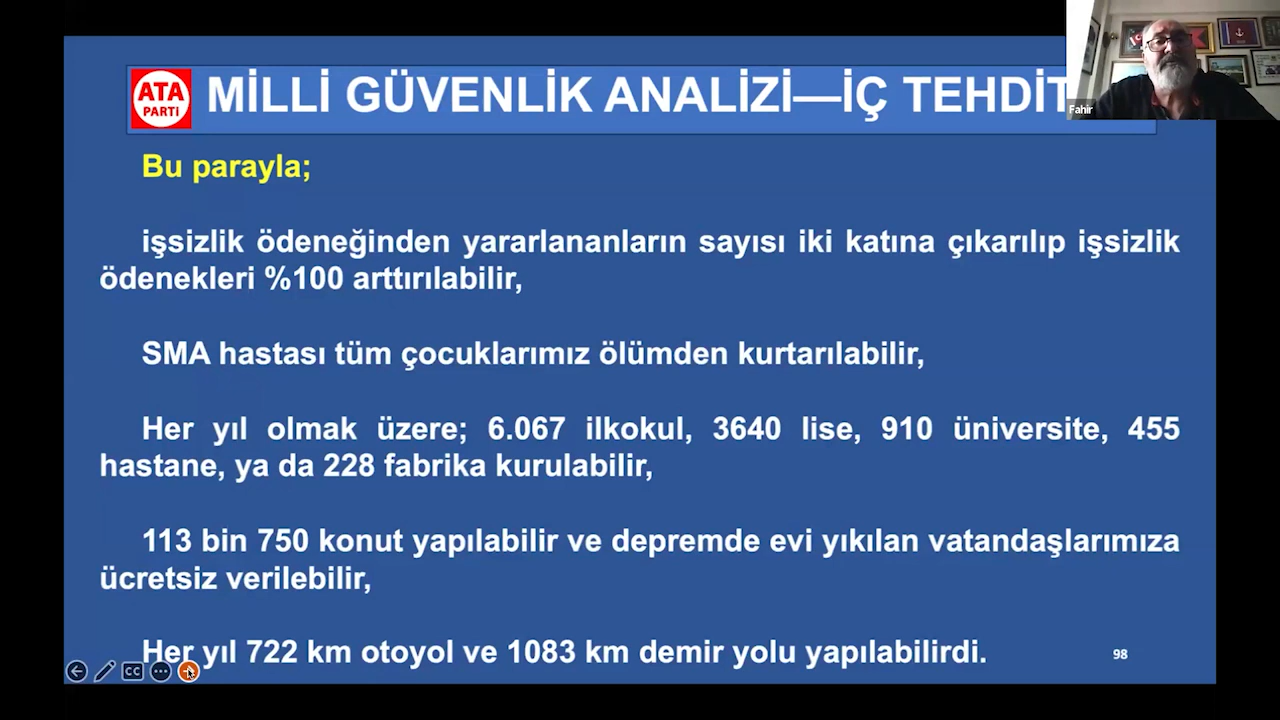 ATA
PARTİ
MİLLİ GÜVENLİK ANALİZİ—İÇ TEHDİT
Fahir
Bu parayla;
işsizlik ödeneğinden yararlananların sayısı iki katına çıkarılıp işsizlik
ödenekleri %100 arttırılabilir,
SMA hastası tüm çocuklarımız ölümden kurtarılabilir,
Her yıl olmak üzere; 6.067 ilkokul, 3640 lise, 910 üniversite, 455
hastane, ya da 228 fabrika kurulabilir,
113 bin 750 konut yapılabilir ve depremde evi yıkılan vatandaşlarımıza
ücretsiz verilebilir,
Her yıl 722 km otoyol ve 1083 km demir yolu yapılabilirdi.
98
CC